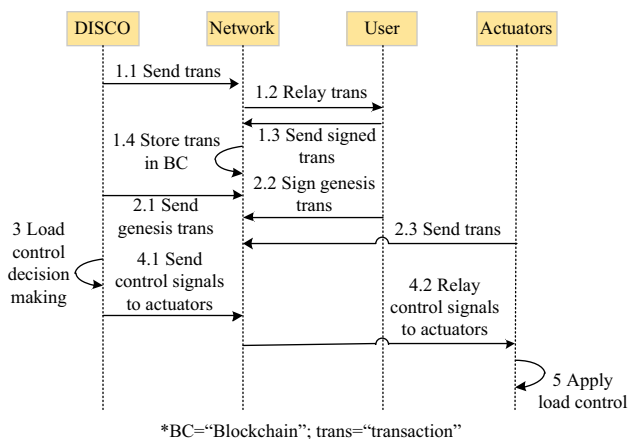 DISCO
Network
User
Actuators
1.1 Send trans
1.2 Relay trans
1.3 Send signed
trans
1.4 Store trans
in BC
2.2 Sign genesis
trans
2.1 Send
genesis trans
2.3 Send trans
3 Load
control
decision
making
4.1 Send
control signals
to actuators
4.2 Relay
control signals
to actuators
5 Apply
load control
*BC=“Blockchain”; trans=“transaction”